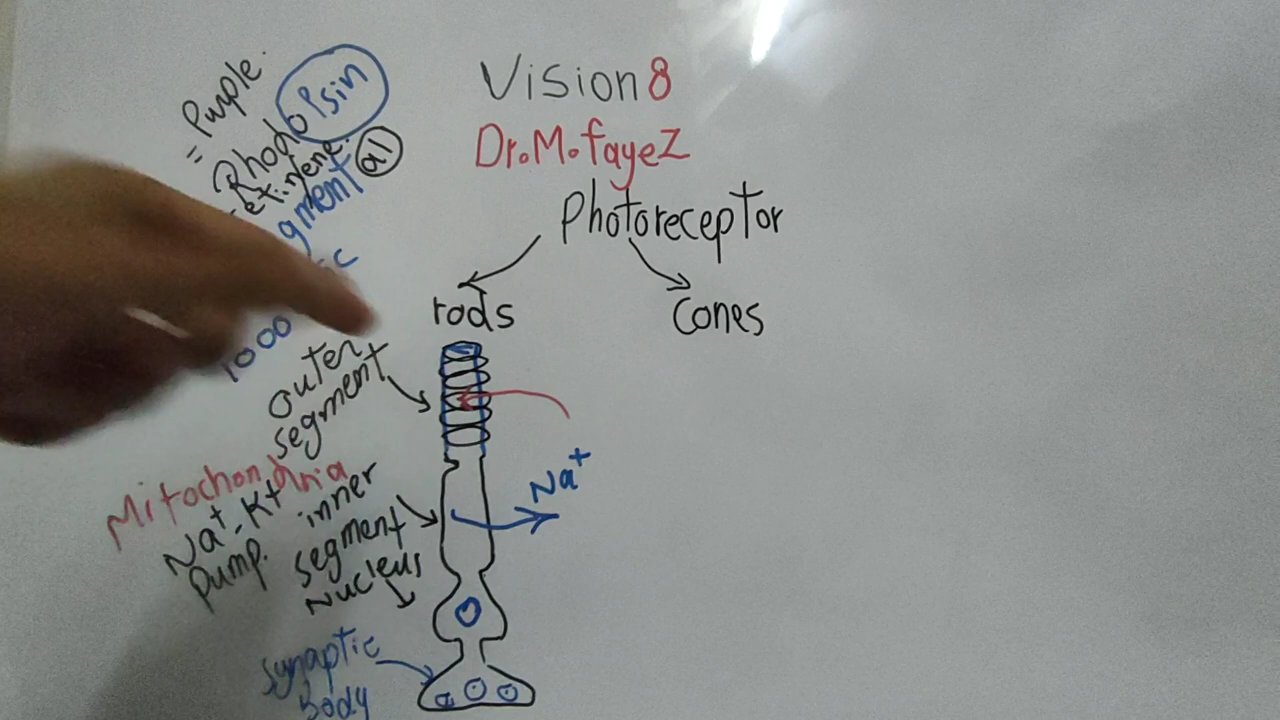 Vision 8
Dr.M.fayeZ
Photoreceptor
rods
Cones
= Purple.
Rhodopsin
al
1000
outer
segment
Mitochondria
Na+-K+
Pump.
inner
segment
Nucleus
Na+
synaptic
body